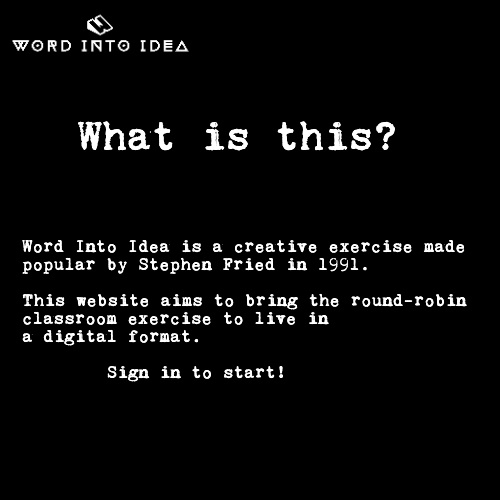 WORD INTO IDEA
What is this?
Word Into Idea is a creative exercise made
popular by Stephen Fried in 1991.
This website aims to bring the round-robin
classroom exercise to live in
a digital format.
Sign in to start!